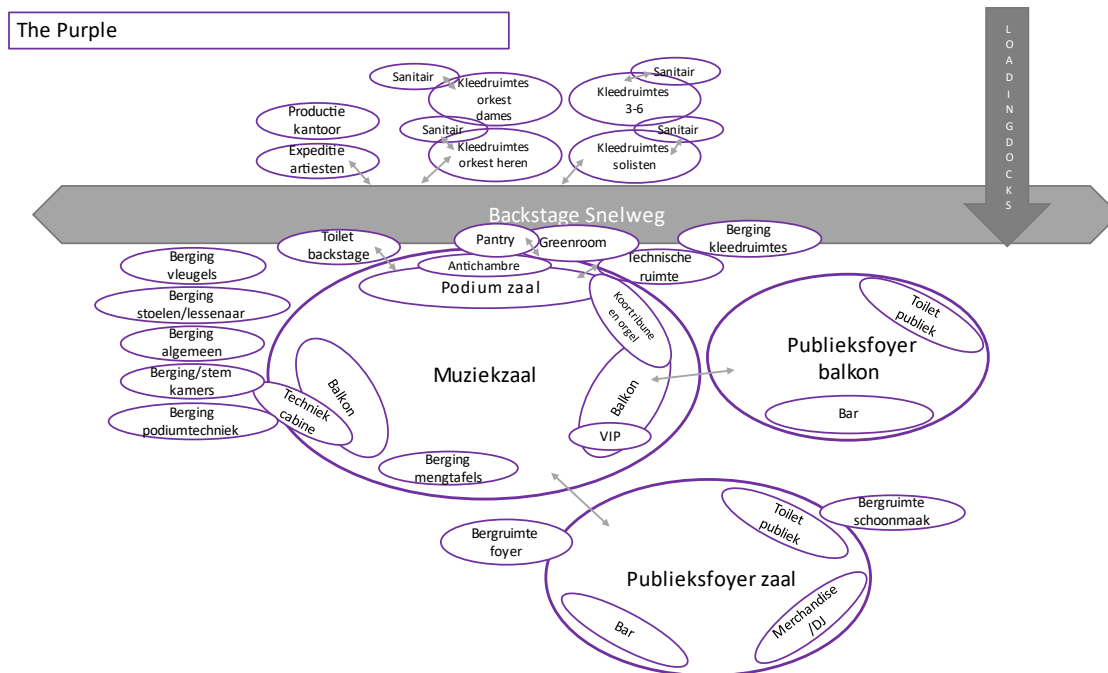 The Purple
LOADINGDOCKS
Sanitair
Kleedruimtes
orkest
dames
Sanitair
Kleedruimtes
3-6
Productie
kantoor
Sanitair
Kleedruimtes
orkest heren
Sanitair
Kleedruimtes
solisten
Expeditie
artiesten
Backstage Snelweg
Toilet
backstage
Pantry
Greenroom
Berging
kleedruimtes
Berging
vleugels
Antichambre
Technische
ruimte
Podium zaal
Berging
stoelen/lessenaar
Koortribune
en orgel
Toilet
publiek
Berging
algemeen
Publieksfoyer
balkon
Muziekzaal
Berging/stem
kamers
Balkon
Balkon
Techniek
cabine
Berging
podiumtechniek
Bar
VIP
Berging
mengtafels
Toilet
publiek
Bergruimte
schoonmaak
Bergruimte
foyer
Publieksfoyer zaal
Bar
Merchandise
/DJ